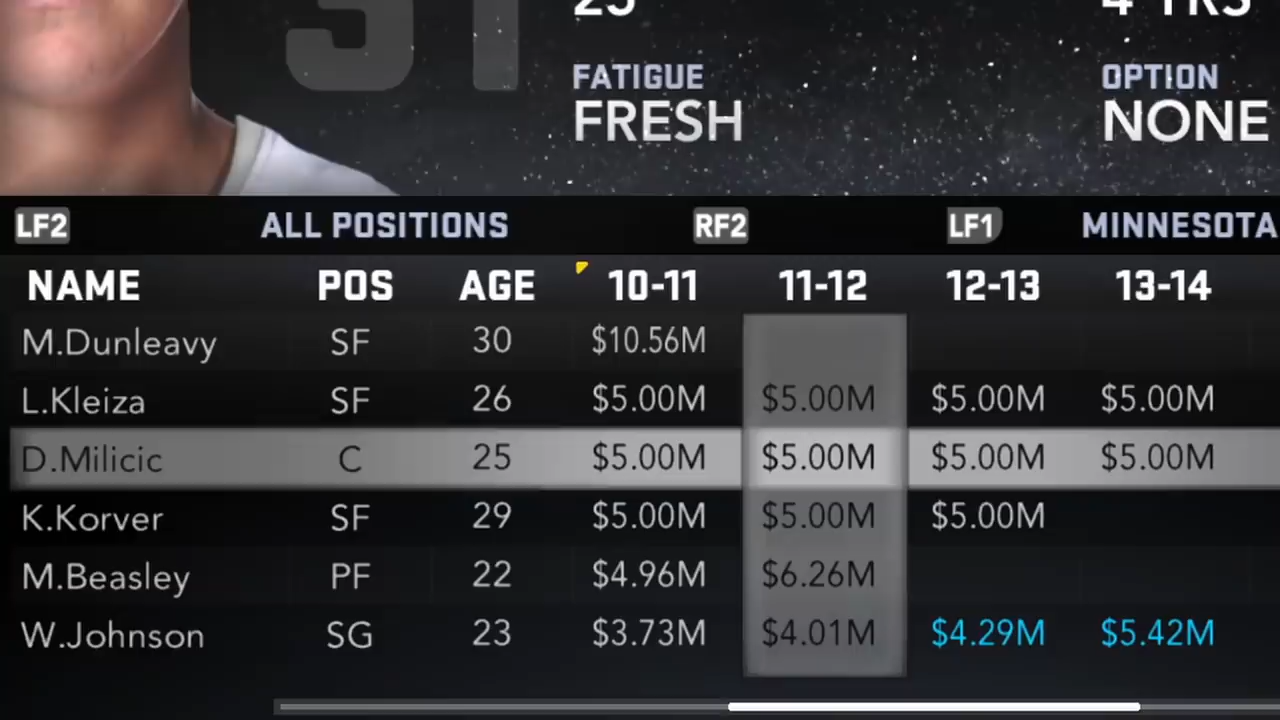 31
25 4 YRS
FATIGUE OPTION
FRESH NONE
LF2 ALL POSITIONS RF2 LF1 MINNESOTA
NAME POS AGE 10-11 11-12 12-13 13-14
M.Dunleavy SF 30 $10.56M
L.Kleiza SF 26 $5.00M $5.00M $5.00M $5.00M
D.Milicic C 25 $5.00M $5.00M $5.00M $5.00M
K.Korver SF 29 $5.00M $5.00M $5.00M
M.Beasley PF 22 $4.96M $6.26M
W.Johnson SG 23 $3.73M $4.01M $4.29M $5.42M